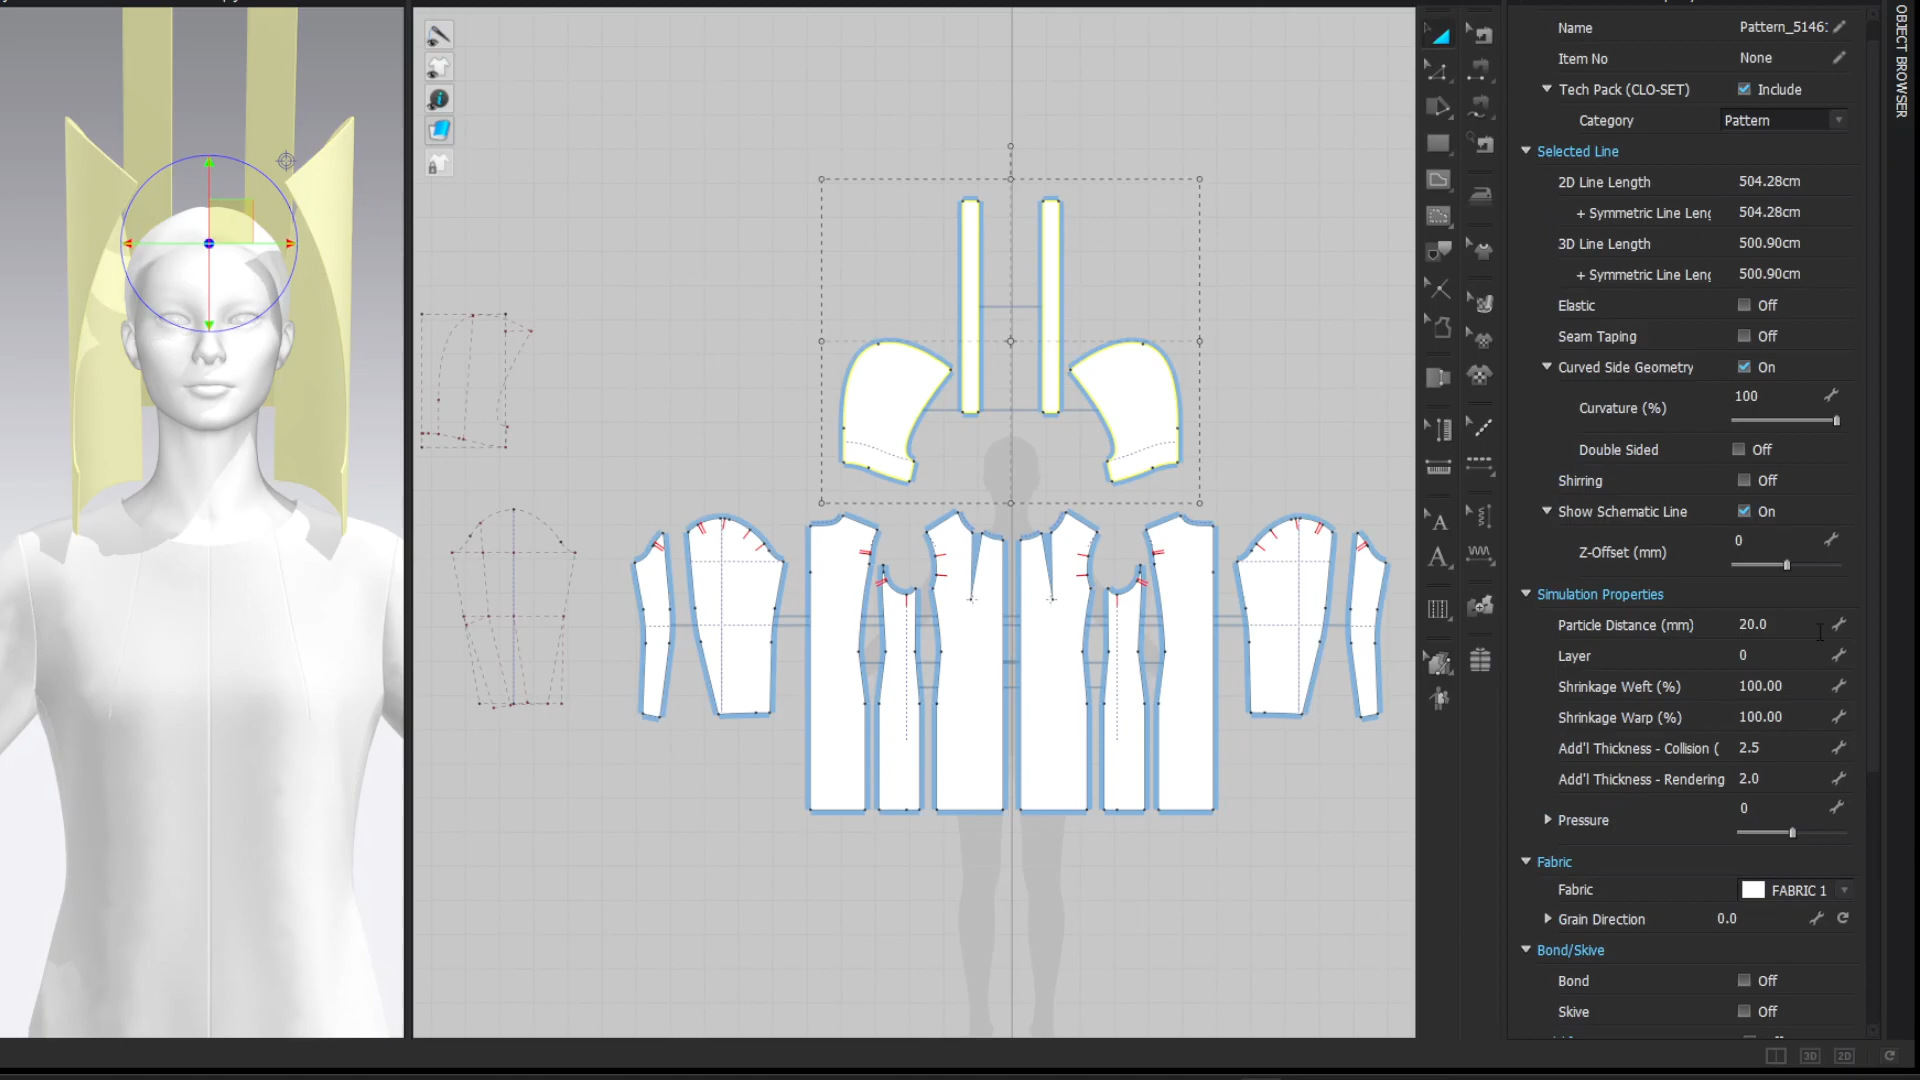 Name Pattern_5146:
Item No None
Tech Pack (CLO-SET) Include
Category Pattern
Selected Line
2D Line Length 504.28cm
+ Symmetric Line Leng 504.28cm
3D Line Length 500.90cm
+ Symmetric Line Leng 500.90cm
Elastic Off
Seam Taping Off
Curved Side Geometry On
Curvature (%) 100
Double Sided Off
Shirring Off
Show Schematic Line On
Z-Offset (mm) 0
Simulation Properties
Particle Distance (mm) 20.0
Layer 0
Shrinkage Weft (%) 100.00
Shrinkage Warp (%) 100.00
Add'l Thickness - Collision ( 2.5
Add'l Thickness - Rendering 2.0
Pressure 0
Fabric
Fabric FABRIC 1
Grain Direction 0.0
Bond/Skive
Bond Off
Skive Off
3D 2D
OBJECT BROWSER